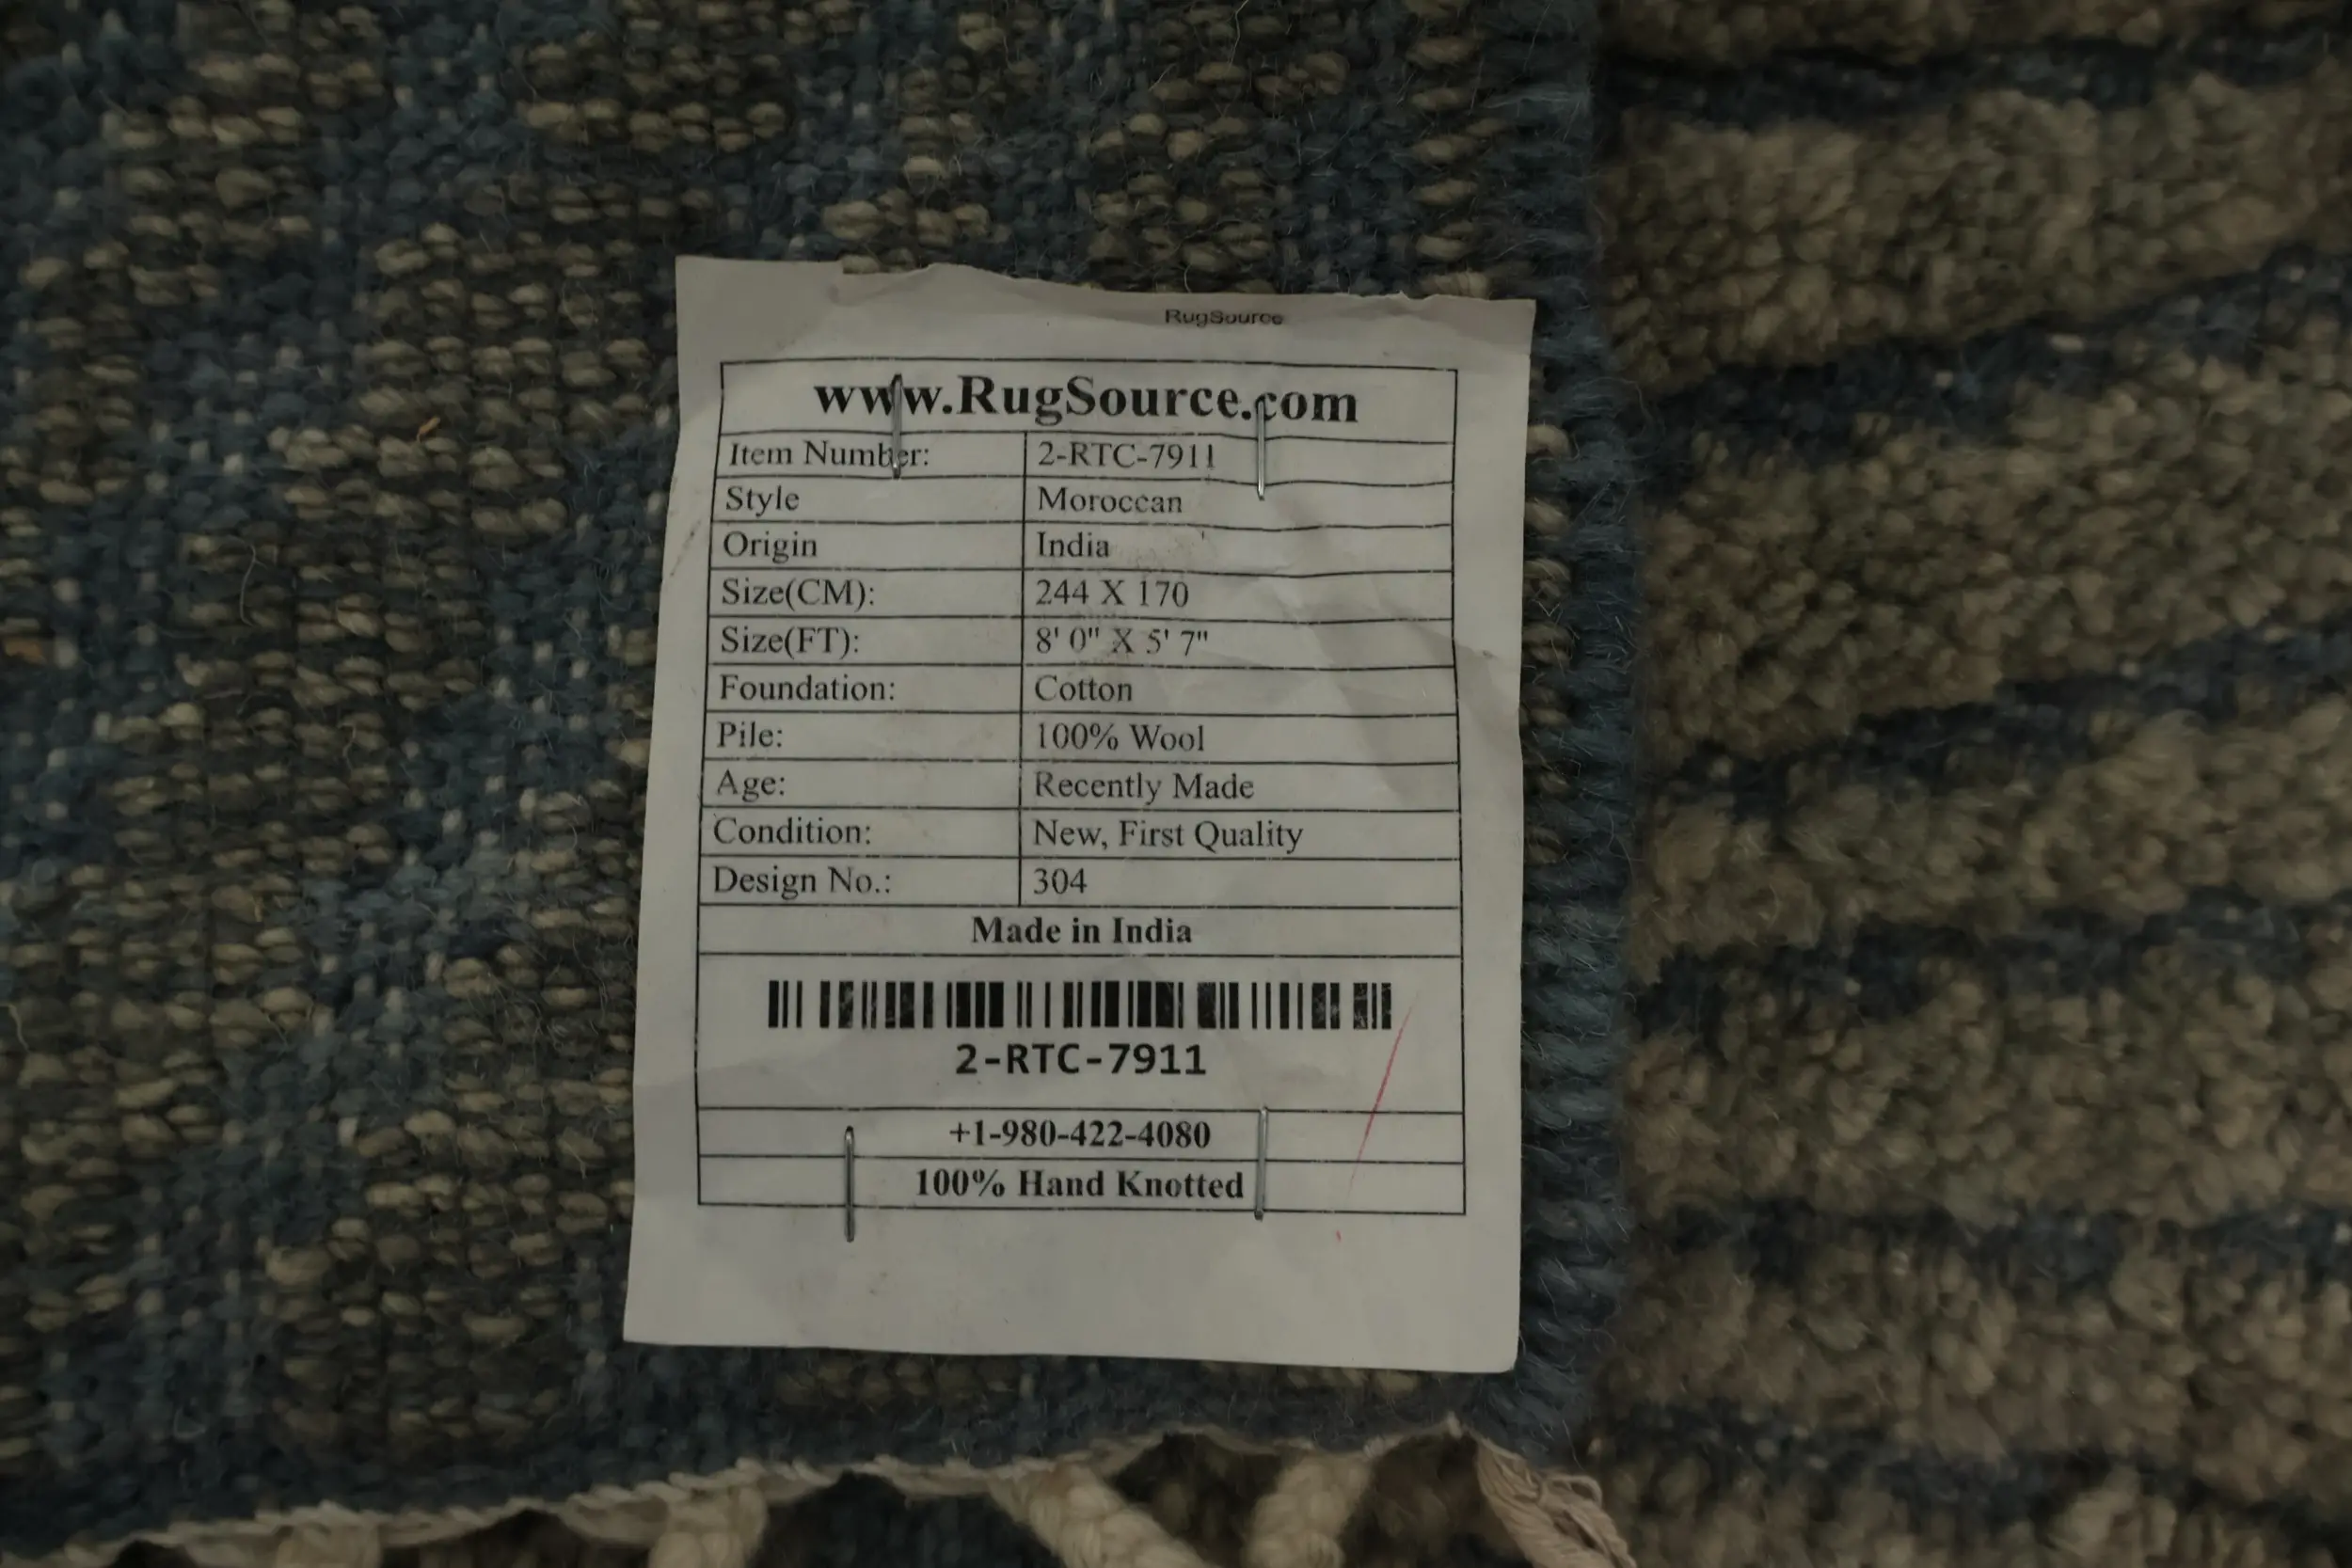 RugSource
www.RugSource.com
Item Number: 2-RTC-7911
Style Moroccan
Origin India
Size(CM): 244 X 170
Size(FT): 8' 0" X 5' 7"
Foundation: Cotton
Pile: 100% Wool
Age: Recently Made
Condition: New, First Quality
Design No.: 304
Made in India
2-RTC-7911
+1-980-422-4080
100% Hand Knotted